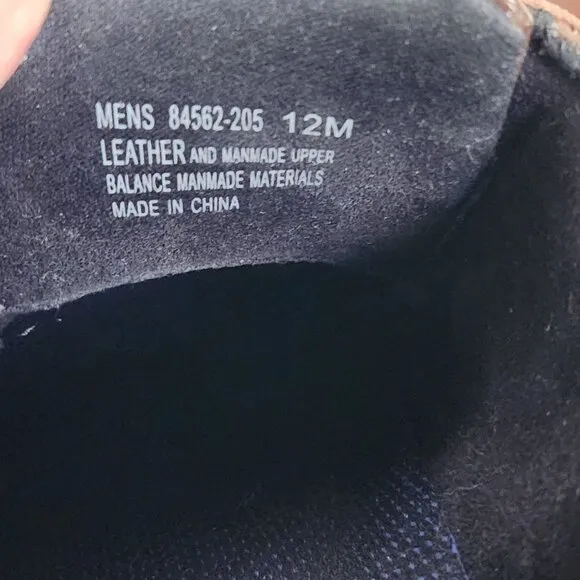 MENS 84562-205 12M
LEATHER AND MANMADE UPPER
BALANCE MANMADE MATERIALS
MADE IN CHINA